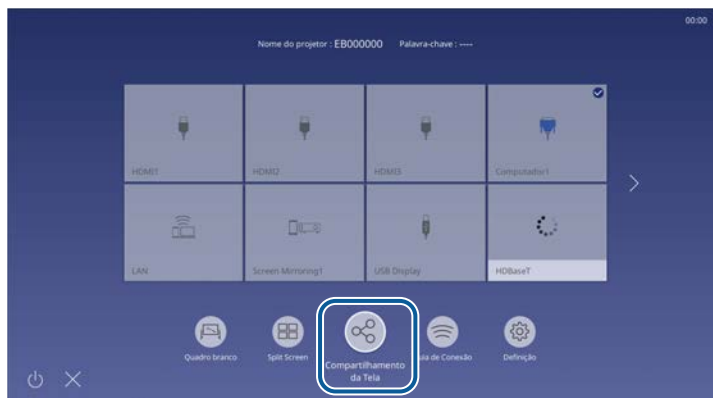 00:00
Nome do projetor : EB000000 Palavra-chave : ----
HDMI1 HDMI2 HDMI3 Computador1
LAN Screen Mirroring1 USB Display HDBaseT
Quadro branco Split Screen Compartilhamento da Tela uia de Conexão Definição